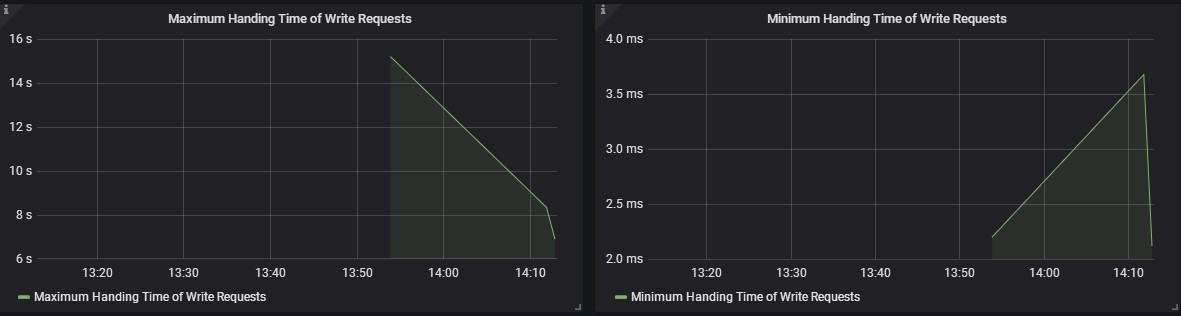 Maximum Handing Time of Write Requests
16 s
14 s
12 s
10 s
8 s
6 s
13:20 13:30 13:40 13:50 14:00 14:10
Maximum Handing Time of Write Requests
Minimum Handing Time of Write Requests
4.0 ms
3.5 ms
3.0 ms
2.5 ms
2.0 ms
13:20 13:30 13:40 13:50 14:00 14:10
Minimum Handing Time of Write Requests